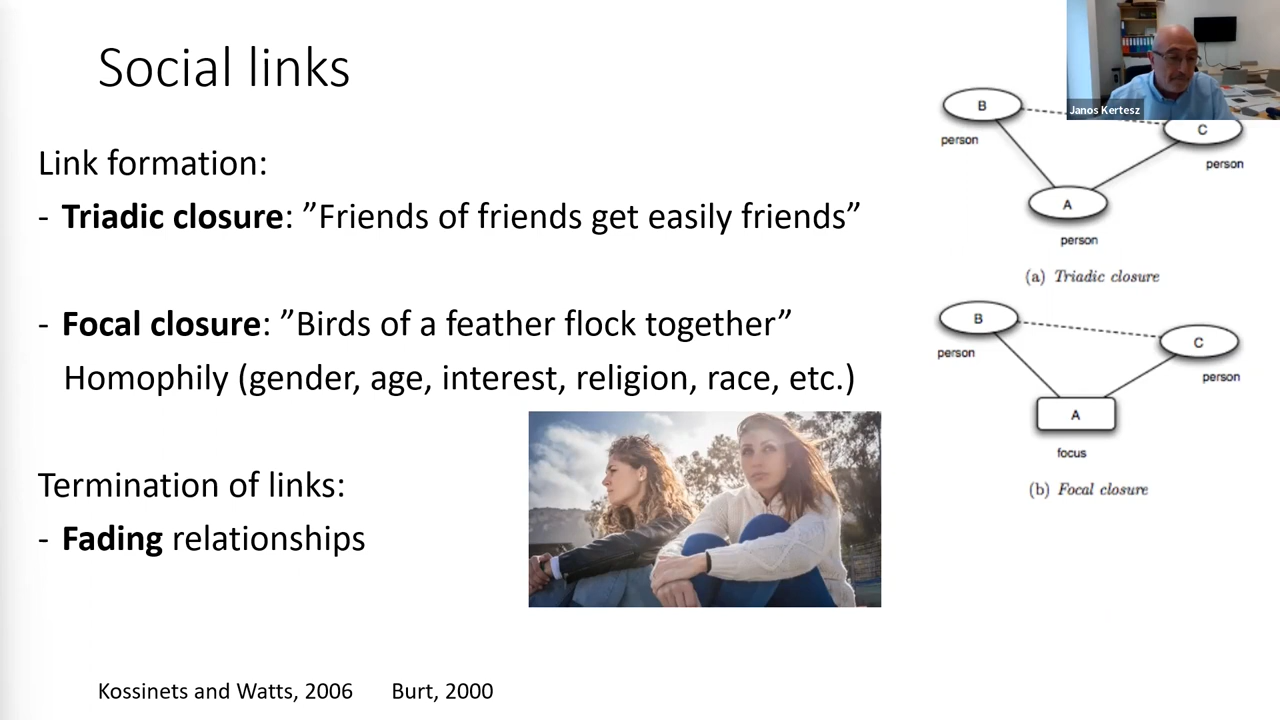 Social links
Link formation:
- Triadic closure: ”Friends of friends get easily friends”
- Focal closure: ”Birds of a feather flock together”
Homophily (gender, age, interest, religion, race, etc.)
Termination of links:
- Fading relationships
Kossinets and Watts, 2006 Burt, 2000
Janos Kertesz
B
person
C
person
A
person
(a) Triadic closure
B
person
C
person
A
focus
(b) Focal closure